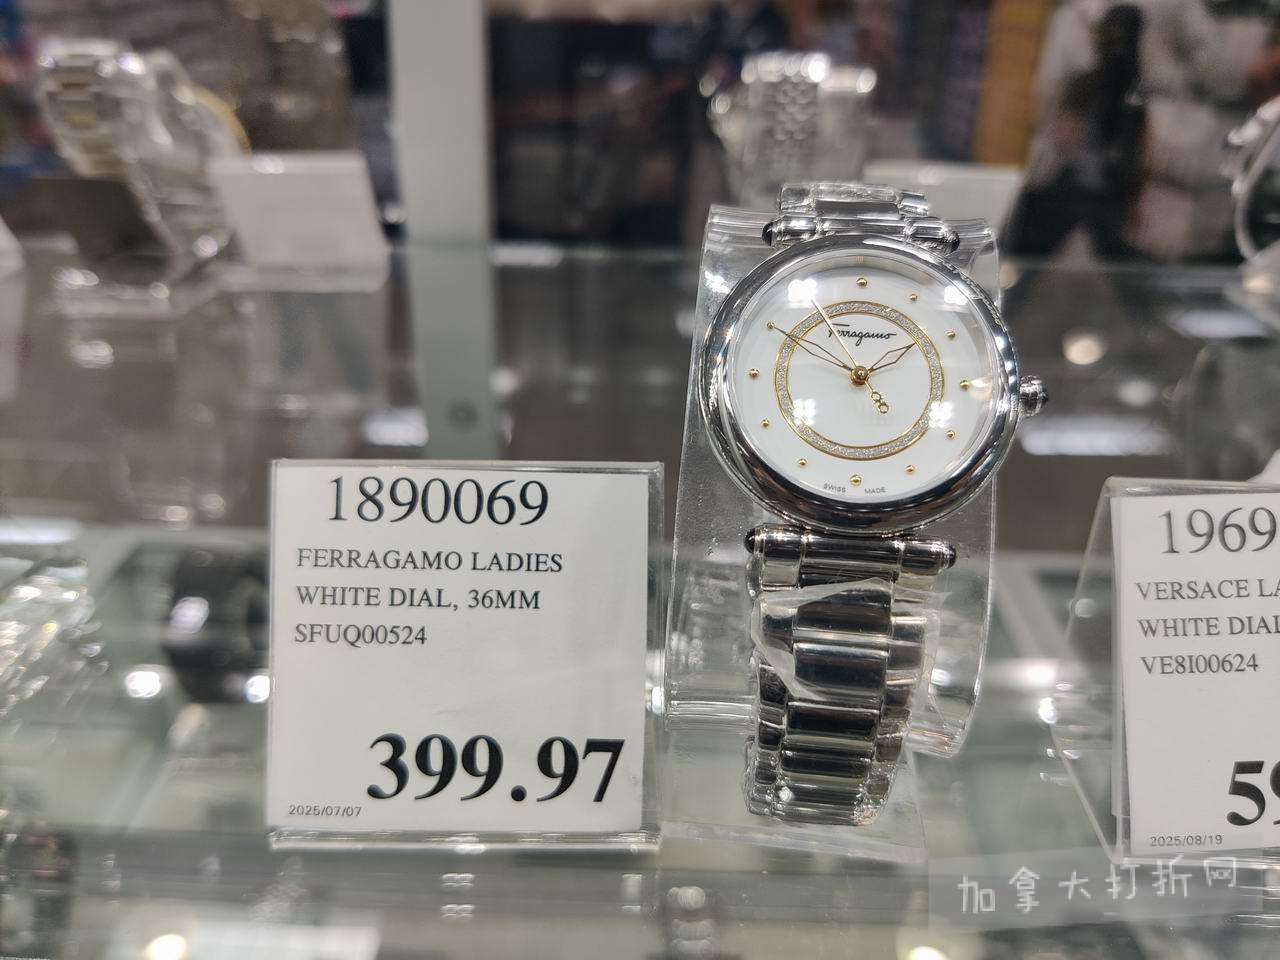 Ferragamo
SWISS MADE
1890069
FERRAGAMO LADIES
WHITE DIAL, 36MM
SFUQ00524
399.97
2025/07/07
1969
VERSACE LA
WHITE DIAL
VE8I00624
59
2025/08/19
加拿大打折网